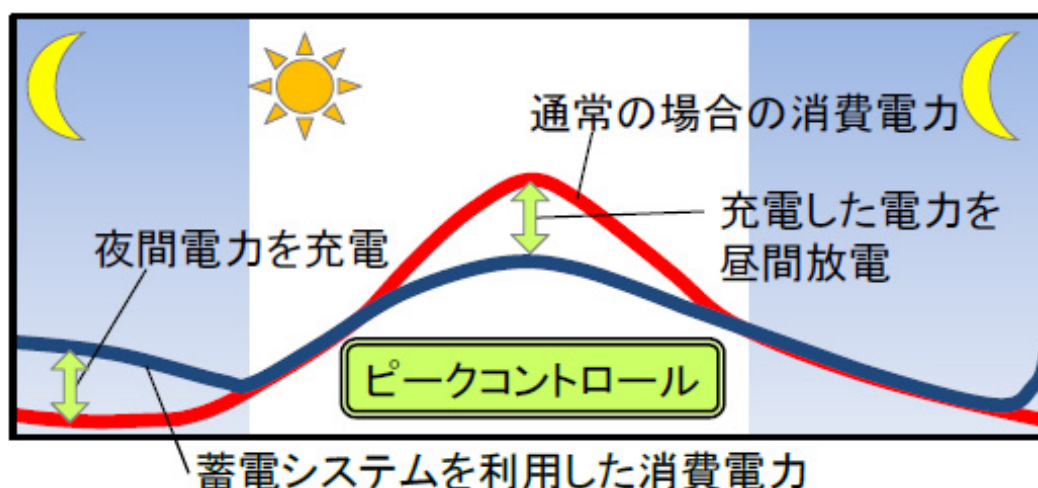 通常の場合の消費電力
充電した電力を
昼間放電
夜間電力を充電
ピークコントロール
蓄電システムを利用した消費電力